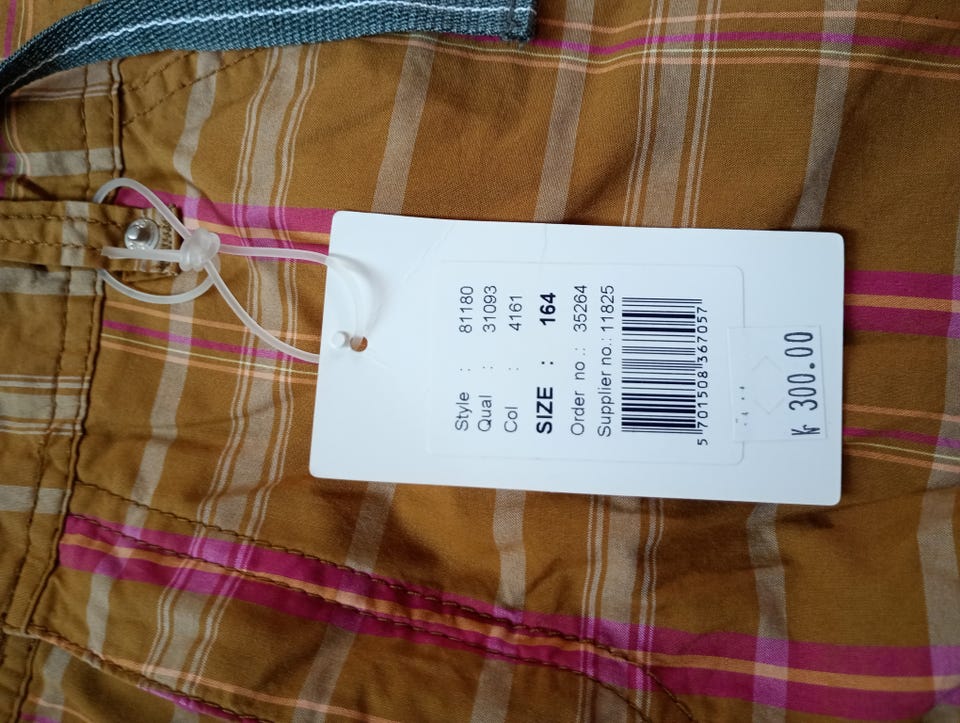 Style : 81180
Qual : 31093
Col : 4161
SIZE : 164
Order no .: 35264
Supplier no.: 11825
5 701508 367057
Kr 300.00